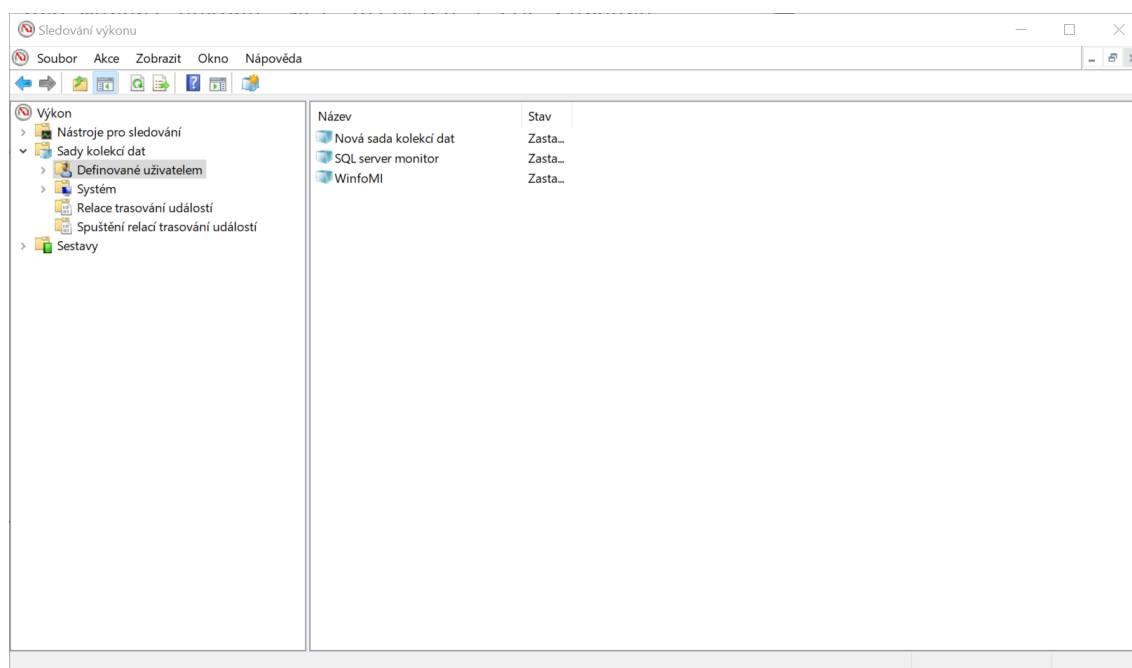 Sledování výkonu
Soubor Akce Zobrazit Okno Nápověda
Výkon
Nástroje pro sledování
Sady kolekcí dat
Definované uživatelem
Systém
Relace trasování událostí
Spuštění relací trasování událostí
Sestavy
Název Stav
Nová sada kolekcí dat Zasta...
SQL server monitor Zasta...
WinfoMI Zasta...